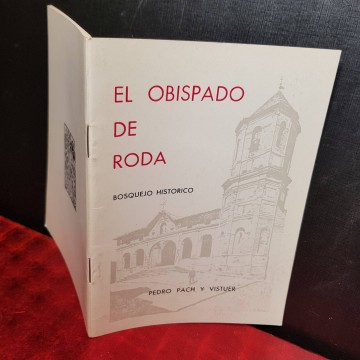 EL OBISPADO
DE
RODA
BOSQUEJO HISTORICO
PEDRO PACH Y VISTUER